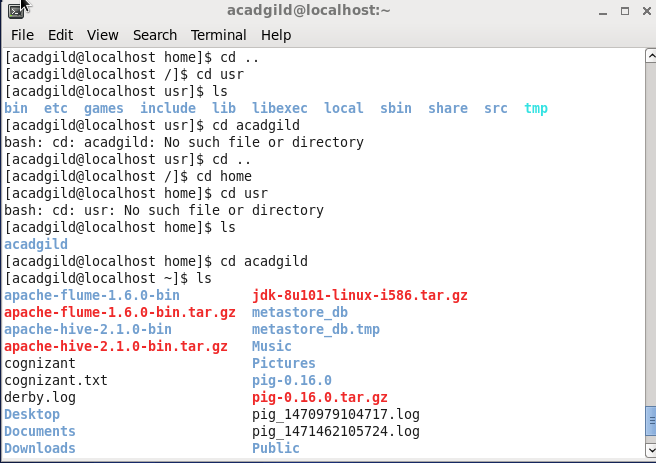 acadgild@localhost:~
File Edit View Search Terminal Help
[acadgild@localhost home]$ cd ..
[acadgild@localhost /]$ cd usr
[acadgild@localhost usr]$ ls
bin etc games include lib libexec local sbin share src tmp
[acadgild@localhost usr]$ cd acadgild
bash: cd: acadgild: No such file or directory
[acadgild@localhost usr]$ cd ..
[acadgild@localhost /]$ cd home
[acadgild@localhost home]$ cd usr
bash: cd: usr: No such file or directory
[acadgild@localhost home]$ ls
acadgild
[acadgild@localhost home]$ cd acadgild
[acadgild@localhost ~]$ ls
apache-flume-1.6.0-bin jdk-8u101-linux-i586.tar.gz
apache-flume-1.6.0-bin.tar.gz metastore_db
apache-hive-2.1.0-bin metastore_db.tmp
apache-hive-2.1.0-bin.tar.gz Music
cognizant Pictures
cognizant.txt pig-0.16.0
derby.log pig-0.16.0.tar.gz
Desktop pig_1470979104717.log
Documents pig_1471462105724.log
Downloads Public